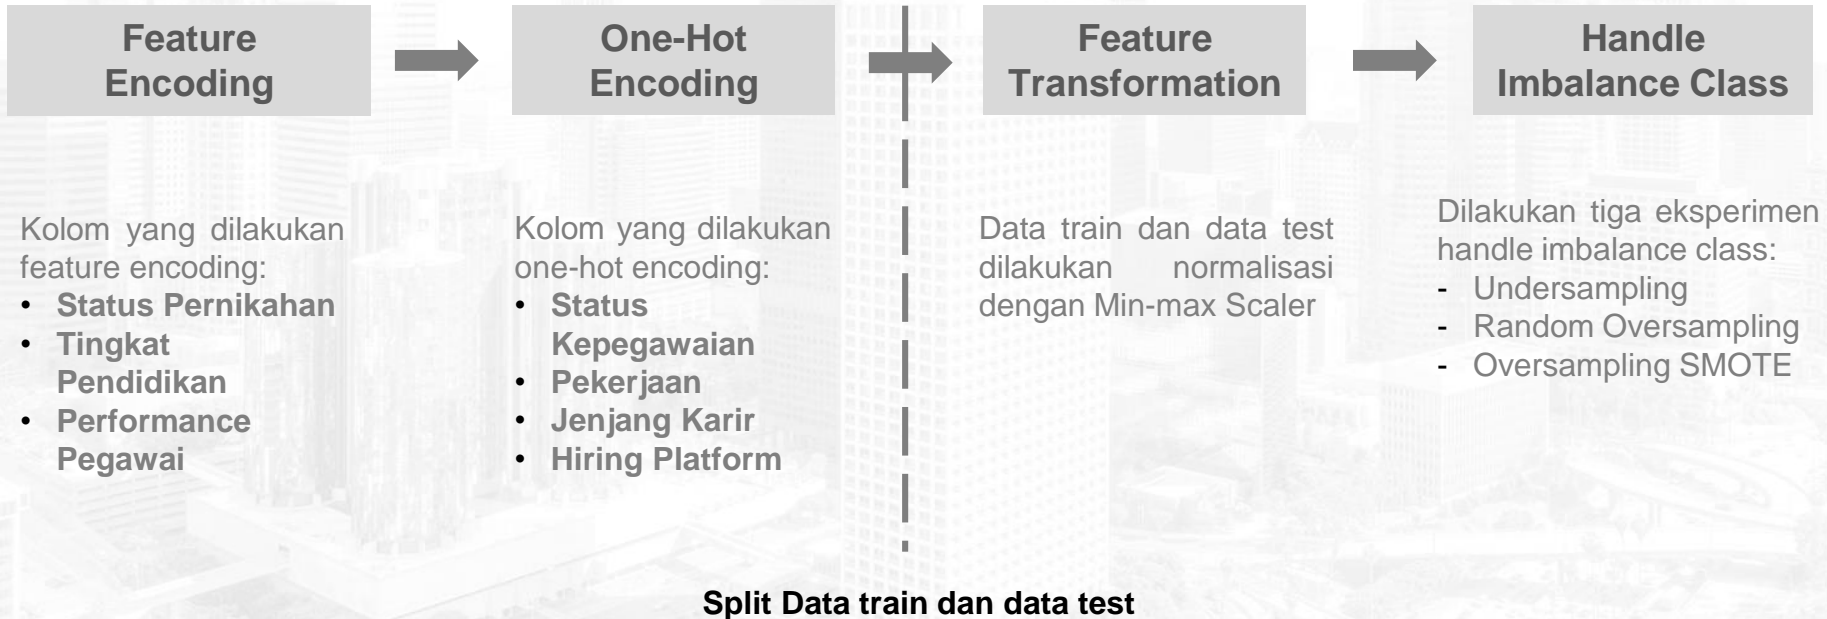 Feature
Encoding
One-Hot
Encoding
Feature
Transformation
Handle
Imbalance Class
Kolom yang dilakukan
feature encoding:
• Status Pernikahan
• Tingkat
Pendidikan
• Performance
Pegawai
Kolom yang dilakukan
one-hot encoding:
• Status
Kepegawaian
• Pekerjaan
• Jenjang Karir
• Hiring Platform
Data train dan data test
dilakukan normalisasi
dengan Min-max Scaler
Dilakukan tiga eksperimen
handle imbalance class:
- Undersampling
- Random Oversampling
- Oversampling SMOTE
Split Data train dan data test